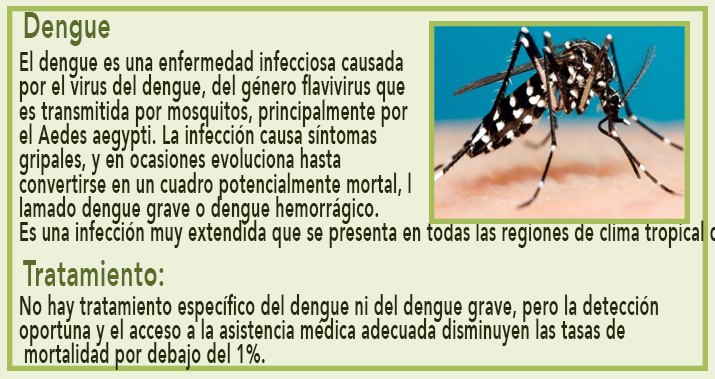 Dengue
El dengue es una enfermedad infecciosa causada
por el virus del dengue, del género flavivirus que
es transmitida por mosquitos, principalmente por
el Aedes aegypti. La infección causa síntomas
gripales, y en ocasiones evoluciona hasta
convertirse en un cuadro potencialmente mortal, l
lamado dengue grave o dengue hemorrágico.
Es una infección muy extendida que se presenta en todas las regiones de clima tropical
Tratamiento:
No hay tratamiento específico del dengue ni del dengue grave, pero la detección
oportuna y el acceso a la asistencia médica adecuada disminuyen las tasas de
mortalidad por debajo del 1%.